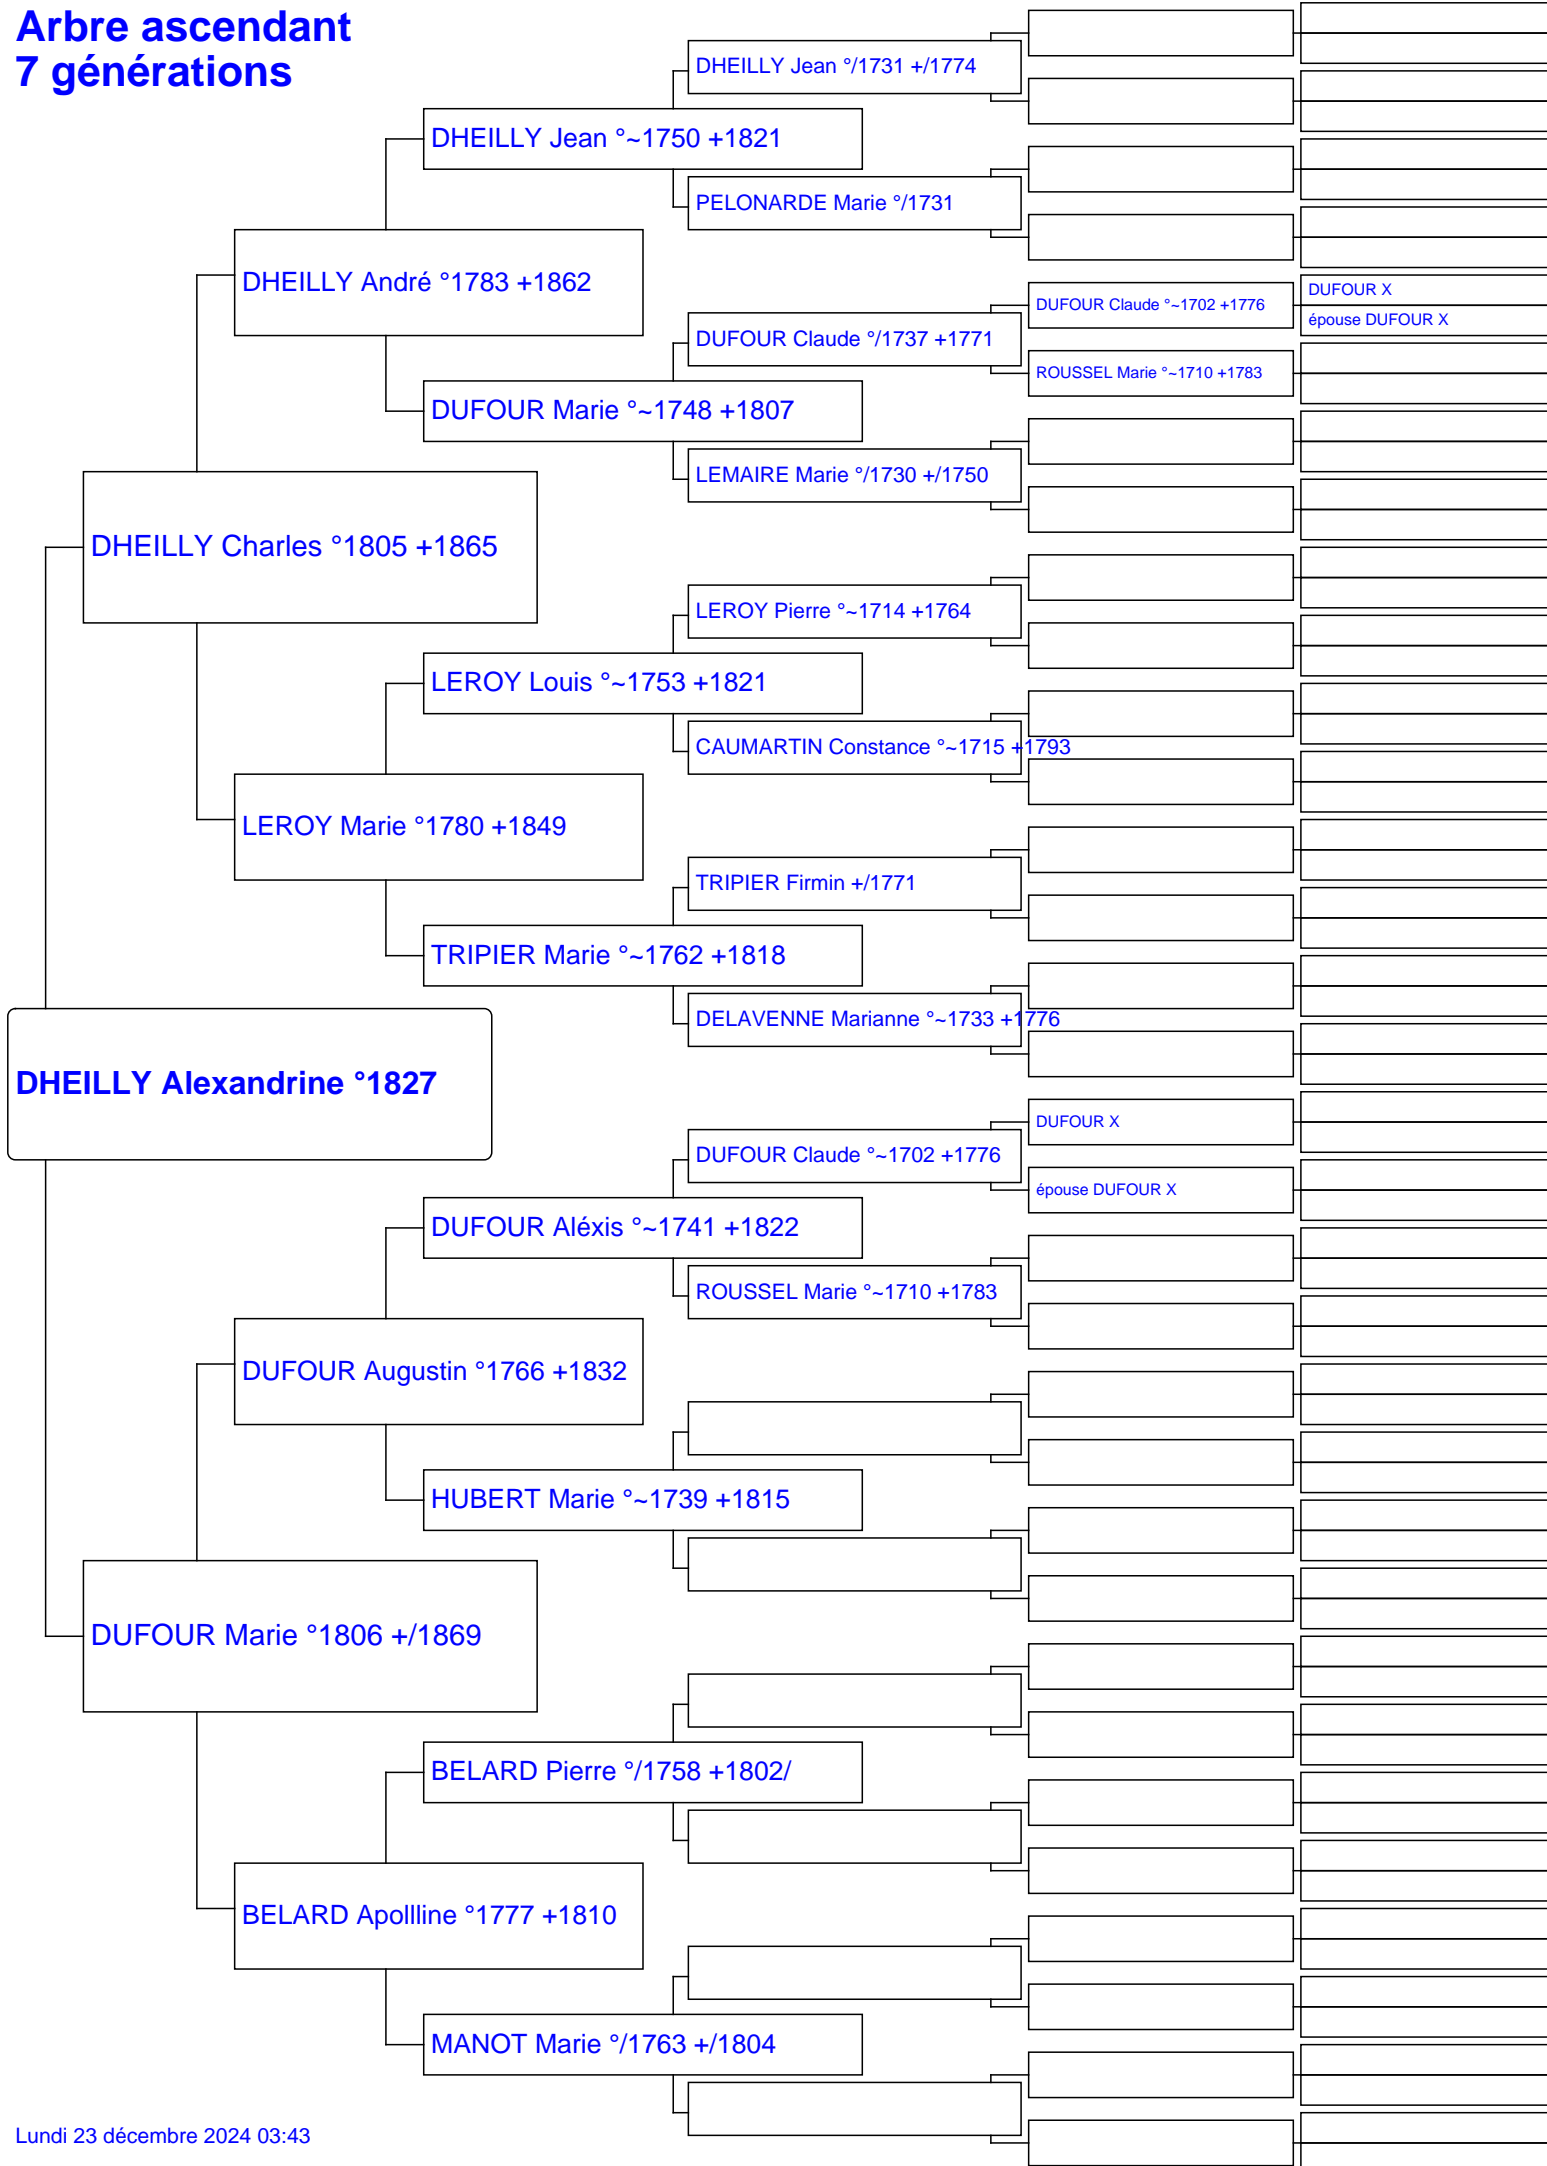 Arbre ascendant
7 générations
DHEILLY Jean °/1731 +/1774
DHEILLY Jean °~1750 +1821
PELONARDE Marie °/1731
DHEILLY André °1783 +1862
DUFOUR X
DUFOUR Claude °~1702 +1776
épouse DUFOUR X
DUFOUR Claude °/1737 +1771
ROUSSEL Marie °~1710 +1783
DUFOUR Marie °~1748 +1807
LEMAIRE Marie °/1730 +/1750
DHEILLY Charles °1805 +1865
LEROY Pierre °~1714 +1764
LEROY Louis °~1753 +1821
CAUMARTIN Constance °~1715 +1793
LEROY Marie °1780 +1849
TRIPIER Firmin +/1771
TRIPIER Marie °~1762 +1818
DELAVENNE Marianne °~1733 +1776
DHEILLY Alexandrine °1827
DUFOUR X
DUFOUR Claude °~1702 +1776
épouse DUFOUR X
DUFOUR Aléxis °~1741 +1822
ROUSSEL Marie °~1710 +1783
DUFOUR Augustin °1766 +1832
HUBERT Marie °~1739 +1815
DUFOUR Marie °1806 +/1869
BELARD Pierre °/1758 +1802/
BELARD Apollline °1777 +1810
MANOT Marie °/1763 +/1804
Lundi 23 décembre 2024 03:43